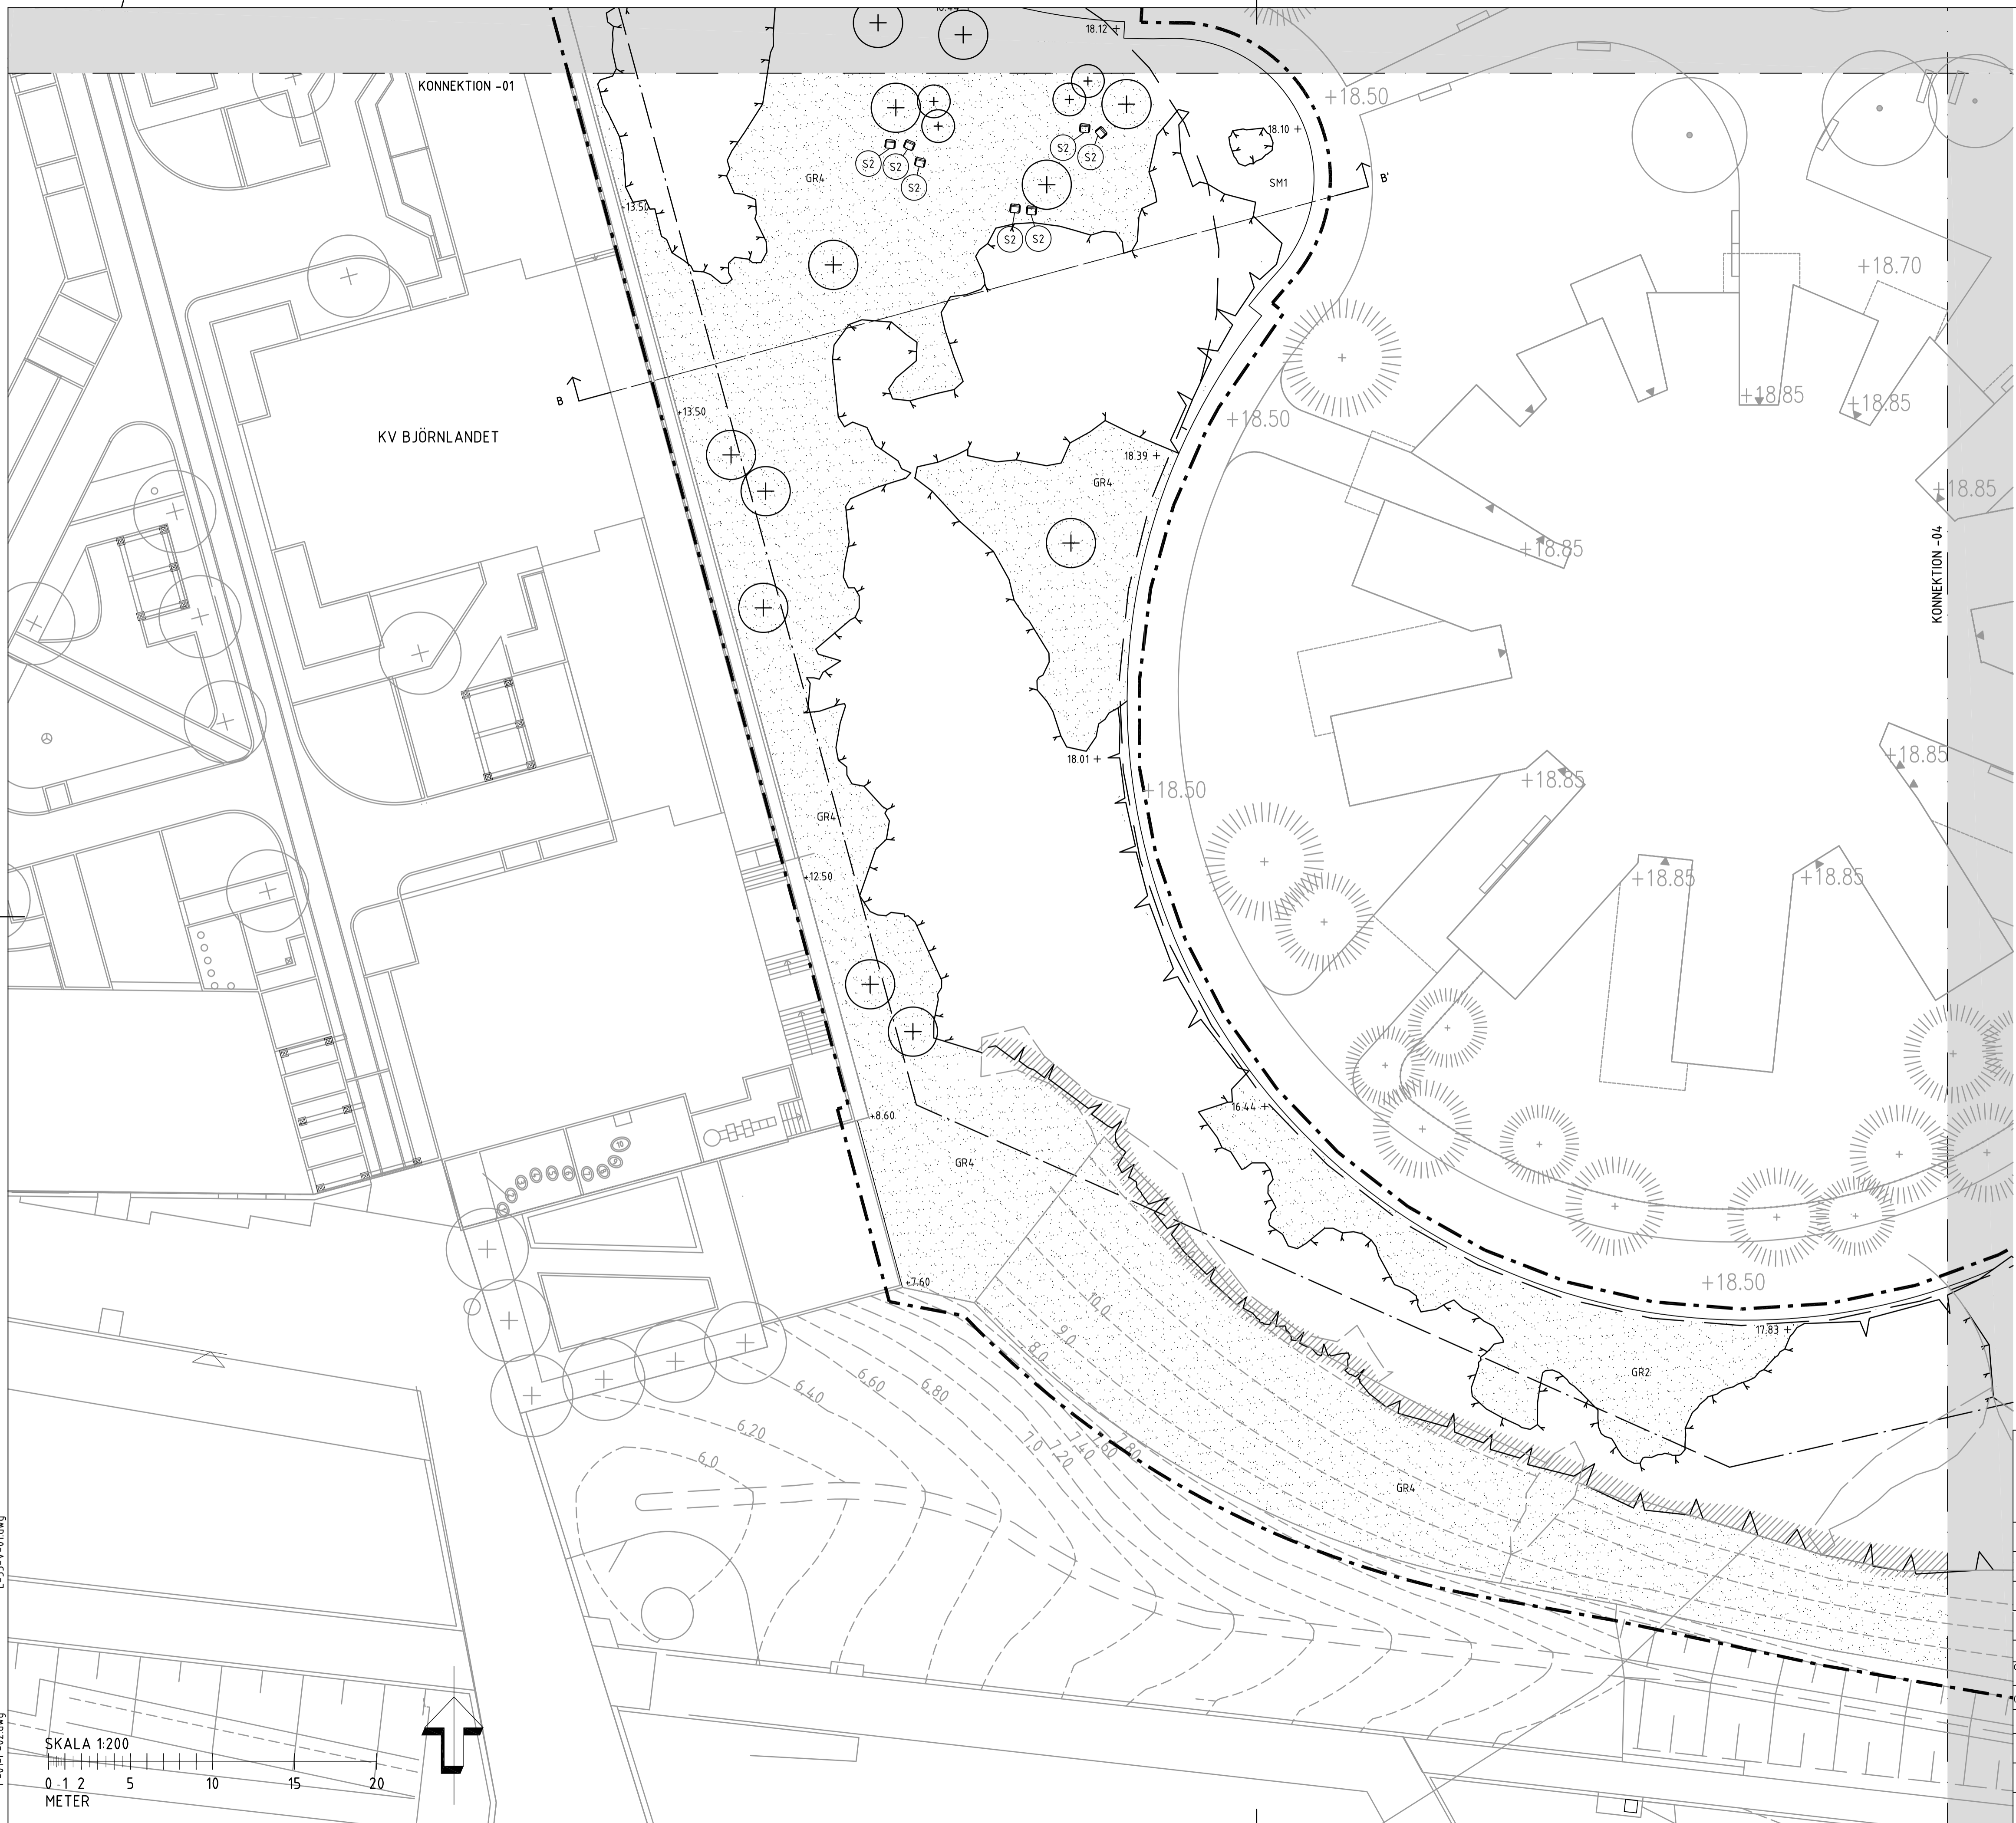 18.12 +
KONNEKTION -01
+18.50
18.10 +
S2
S2
S2
S2
S2
GR4
SM1
B'
+13.50
S2
S2
+18.70
B
+13.50
+18.85
+18.85
+18.50
KV BJÖRNLANDET
18.39 +
GR4
+18.85
KONNEKTION -04
+18.85
18.01 +
+18.85
+18.85
+18.50
GR4
+12.50
+18.85
+18.85
16.44 +
+8.60
10
GR4
+7.60
+18.50
10.0
9.0
8.0
17.83 +
GR2
6.40
6.60
6.80
6.20
6.0
7.0
7.20
7.40
7.60
7.80
GR4
SKALA 1:200
0 1 2 5 10 15 20
METER